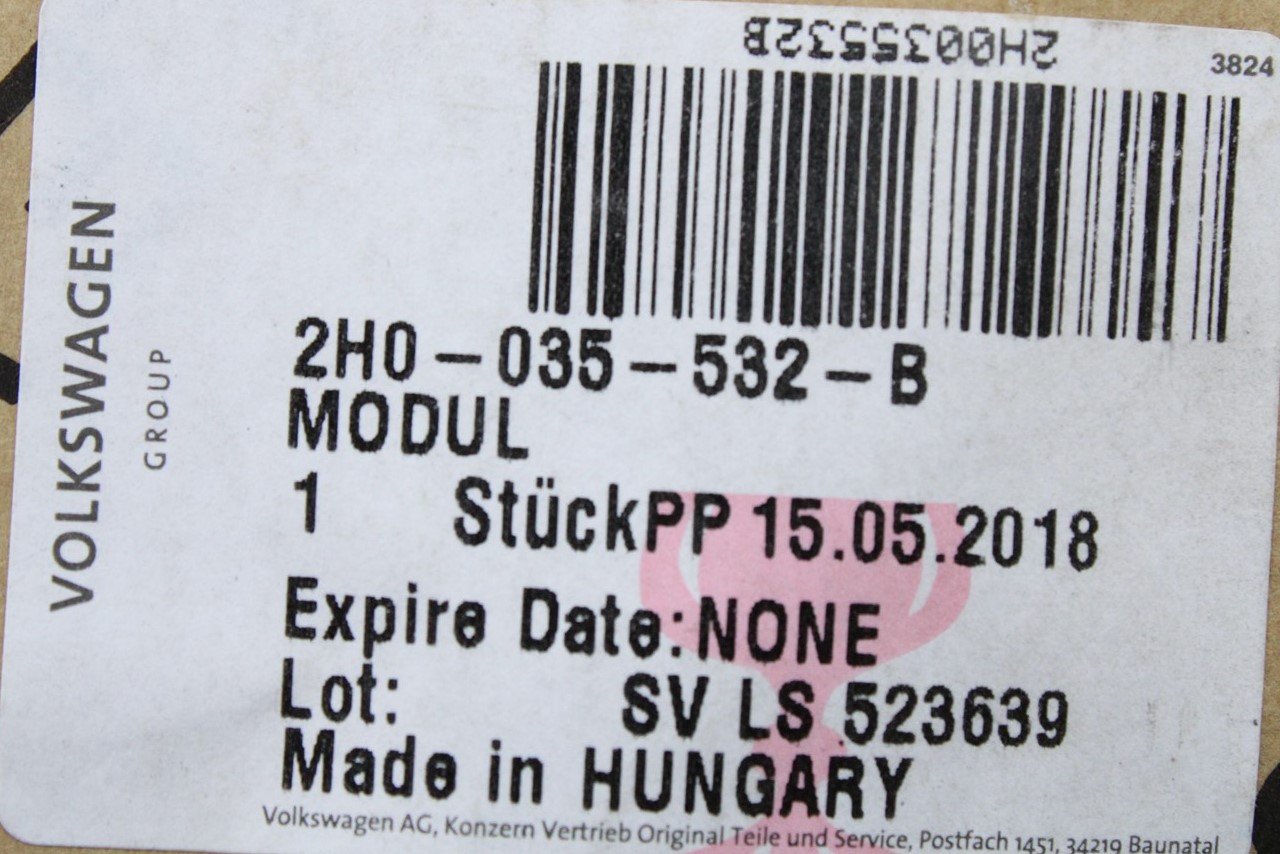 2H0035532B
3824
VOLKSWAGEN
GROUP
2H0-035-532-B
MODUL
1 StückPP 15.05.2018
Expire Date:NONE
Lot: SV LS 523639
Made in HUNGARY
Volkswagen AG, Konzern Vertrieb Original Teile und Service, Postfach 1451, 34219 Baunatal